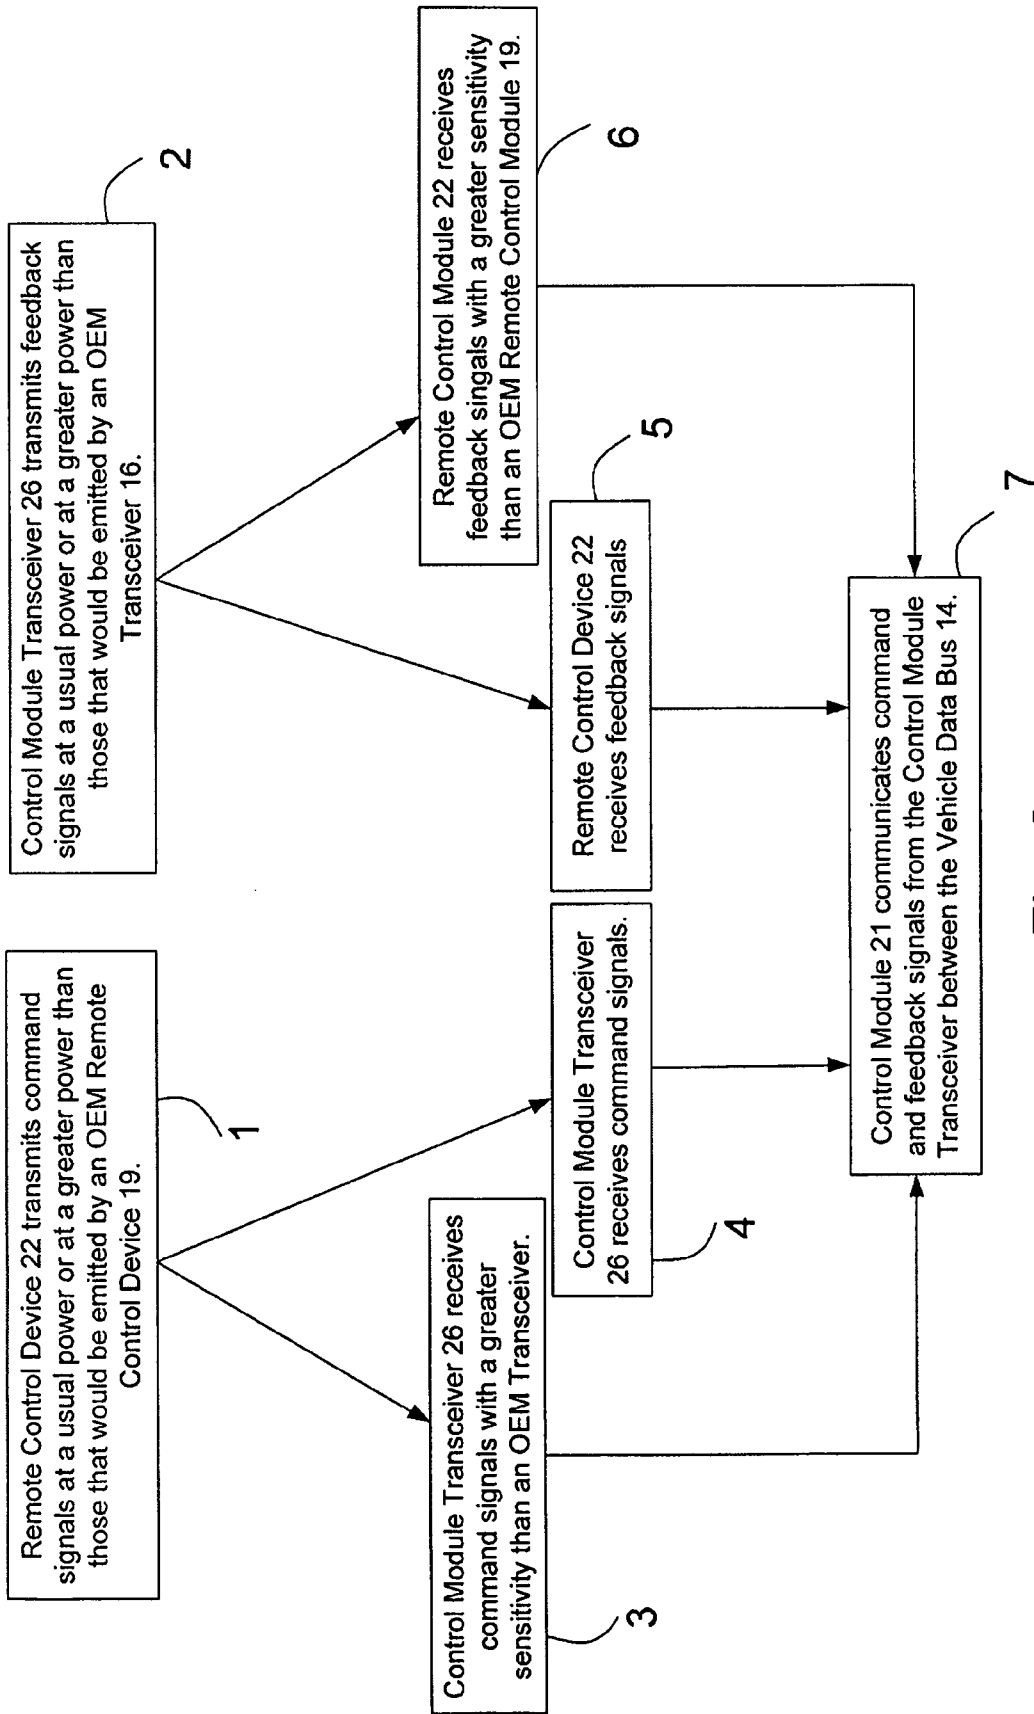 Remote Control Device 22 transmits command
signals at a usual power or at a greater power than
those that would be emitted by an OEM Remote
Control Device 19.
1
Control Module Transceiver 26 transmits feedback
signals at a usual power or at a greater power than
those that would be emitted by an OEM
Transceiver 16.
2
Control Module Transceiver 26 receives
command signals with a greater
sensitivity than an OEM Transceiver.
3
Control Module Transceiver
26 receives command signals.
4
Remote Control Device 22
receives feedback signals
5
Remote Control Module 22 receives
feedback singals with a greater sensitivity
than an OEM Remote Control Module 19.
6
Control Module 21 communicates command
and feedback signals from the Control Module
Transceiver between the Vehicle Data Bus 14.
7